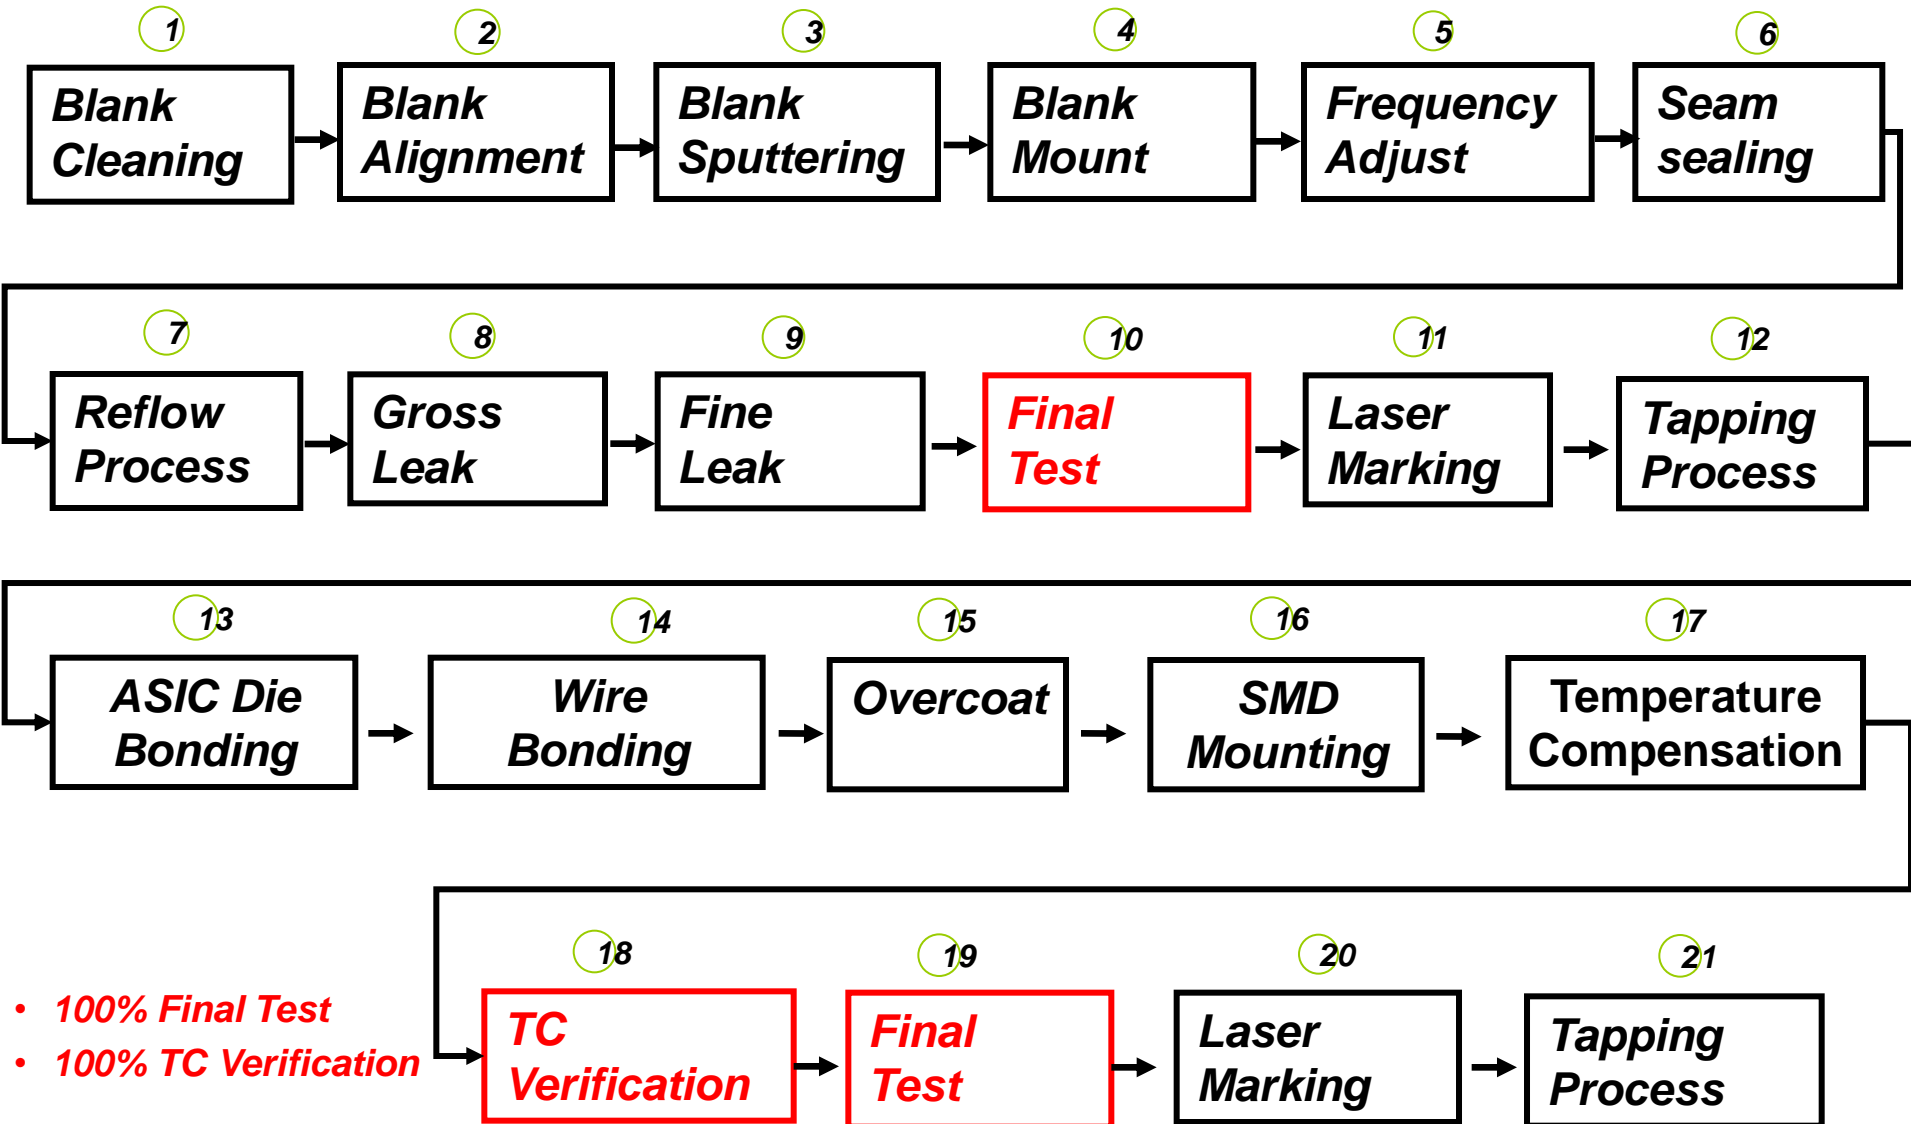 1
2
3
4
5
6
Blank
Cleaning
Blank
Alignment
Blank
Sputtering
Blank
Mount
Frequency
Adjust
Seam
sealing
7
8
9
10
11
12
Reflow
Process
Gross
Leak
Fine
Leak
Final
Test
Laser
Marking
Tapping
Process
13
14
15
16
17
ASIC Die
Bonding
Wire
Bonding
Overcoat
SMD
Mounting
Temperature
Compensation
18
19
20
21
• 100% Final Test
• 100% TC Verification
TC
Verification
Final
Test
Laser
Marking
Tapping
Process